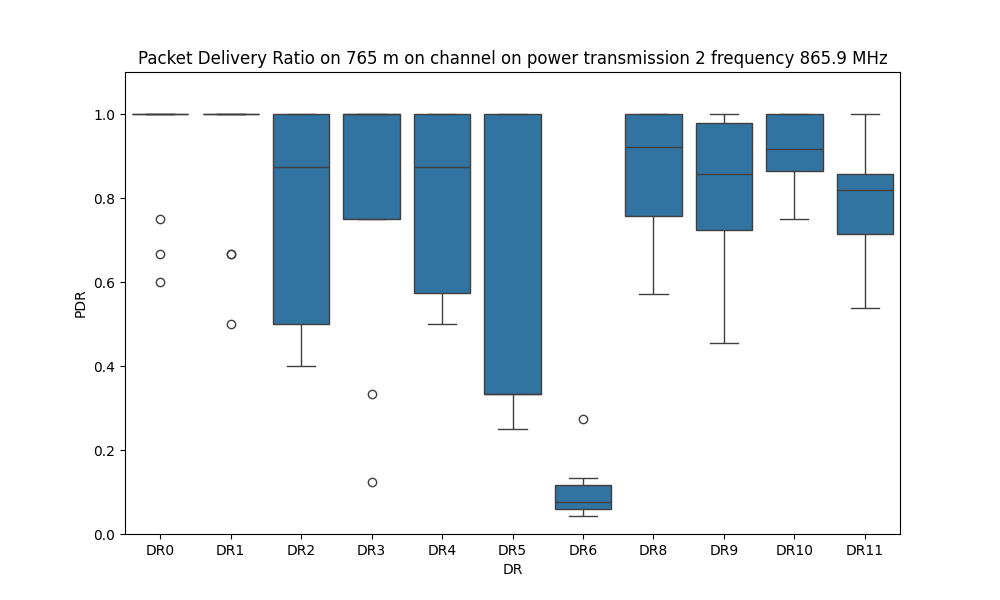 Packet Delivery Ratio on 765 m on channel on power transmission 2 frequency 865.9 MHz
1.0
0.8
0.6
0.4
0.2
0.0
PDR
DR0 DR1 DR2 DR3 DR4 DR5 DR6 DR8 DR9 DR10 DR11
DR